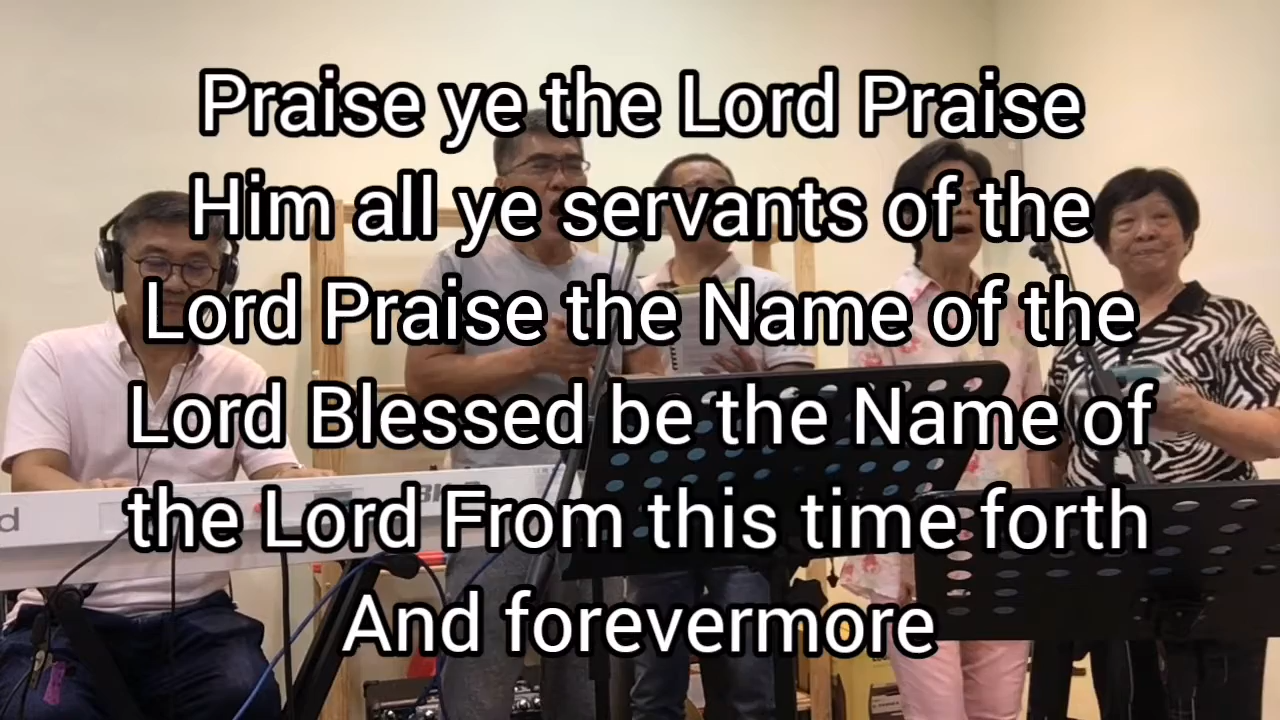 Praise ye the Lord Praise
Him all ye servants of the
Lord Praise the Name of the
Lord Blessed be the Name of
the Lord From this time forth
And forevermore